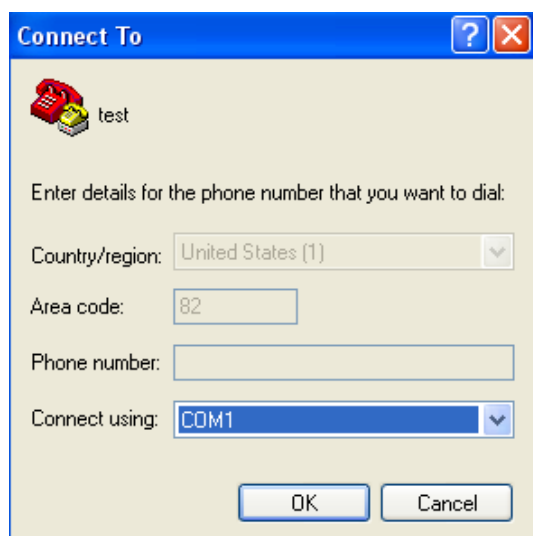 Connect To
test
Enter details for the phone number that you want to dial:
Country/region: United States (1)
Area code: 82
Phone number:
Connect using: COM1
OK Cancel